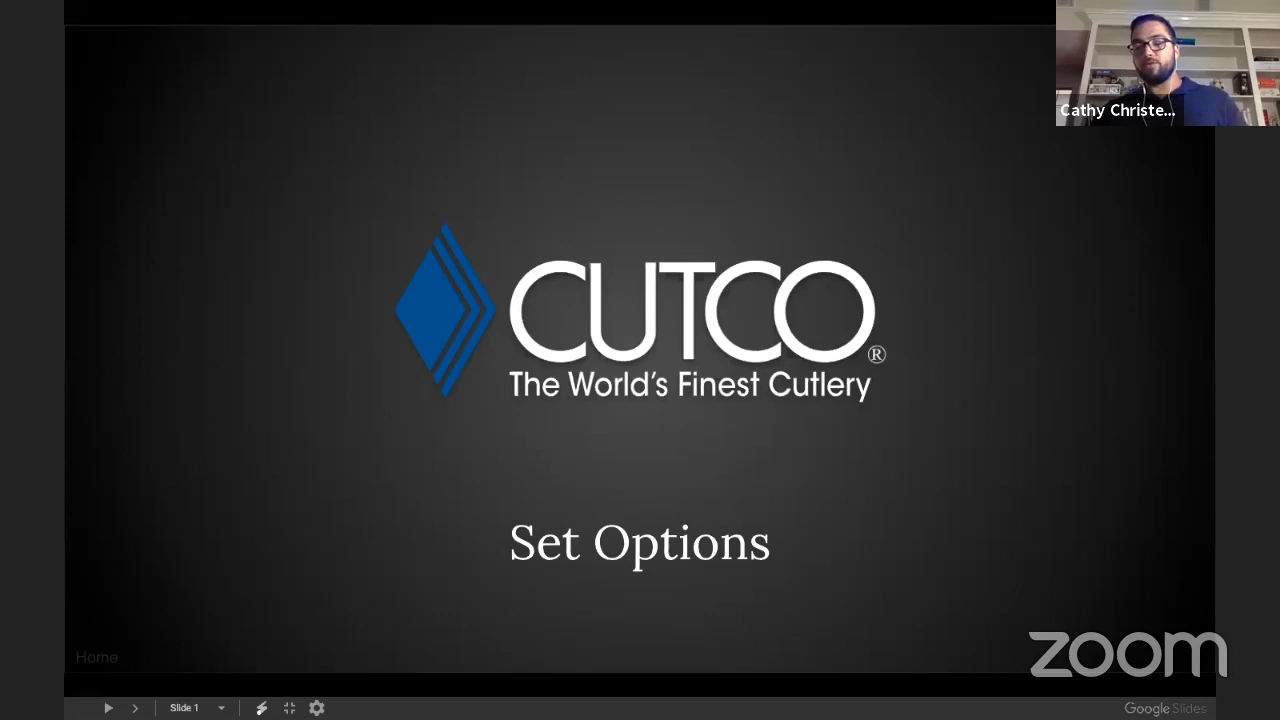 Cathy Christe...
CUTCO®
The World's Finest Cutlery
Set Options
Home
zoom
Slide 1
Google Slides